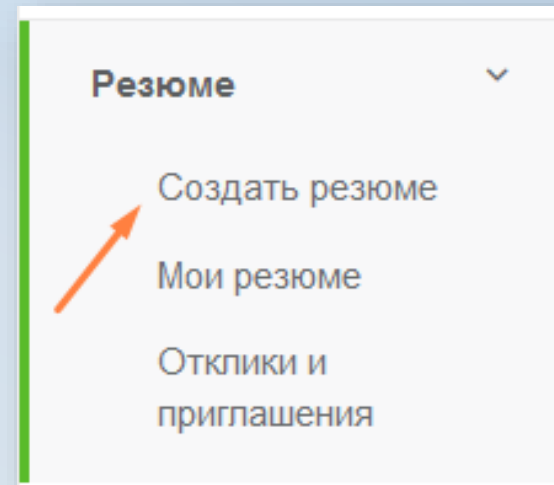 Резюме
Создать резюме
Мои резюме
Отклики и
приглашения